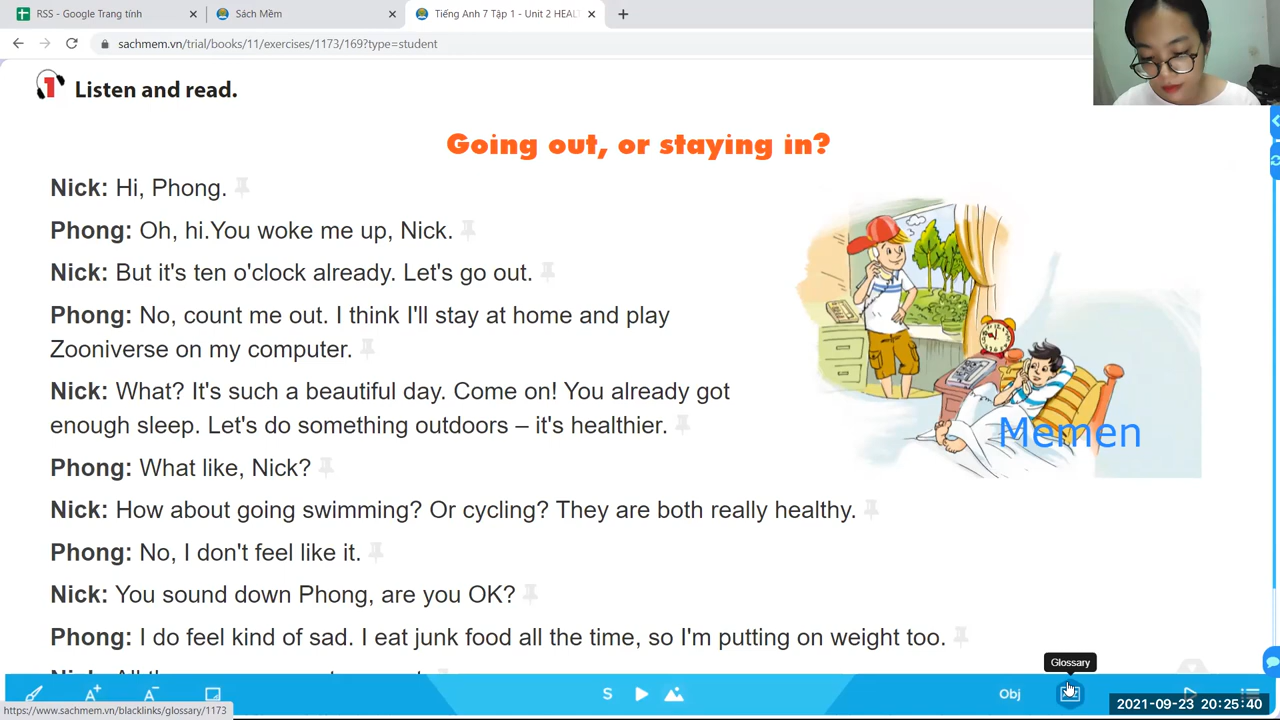 RSS - Google Trang tính
Sách Mềm
Tiếng Anh 7 Tập 1 - Unit 2 HEAL
sachmem.vn/trial/books/11/exercises/1173/169?type=student
1 Listen and read.
Going out, or staying in?
Nick: Hi, Phong.
Phong: Oh, hi.You woke me up, Nick.
Nick: But it's ten o'clock already. Let's go out.
Phong: No, count me out. I think I'll stay at home and play
Zooniverse on my computer.
Nick: What? It's such a beautiful day. Come on! You already got
enough sleep. Let's do something outdoors – it's healthier.
Memen
Phong: What like, Nick?
Nick: How about going swimming? Or cycling? They are both really healthy.
Phong: No, I don't feel like it.
Nick: You sound down Phong, are you OK?
Phong: I do feel kind of sad. I eat junk food all the time, so I'm putting on weight too.
Glossary
A+ A- S Obj
https://www.sachmem.vn/blacklinks/glossary/1173
2021-09-23 20:25:40